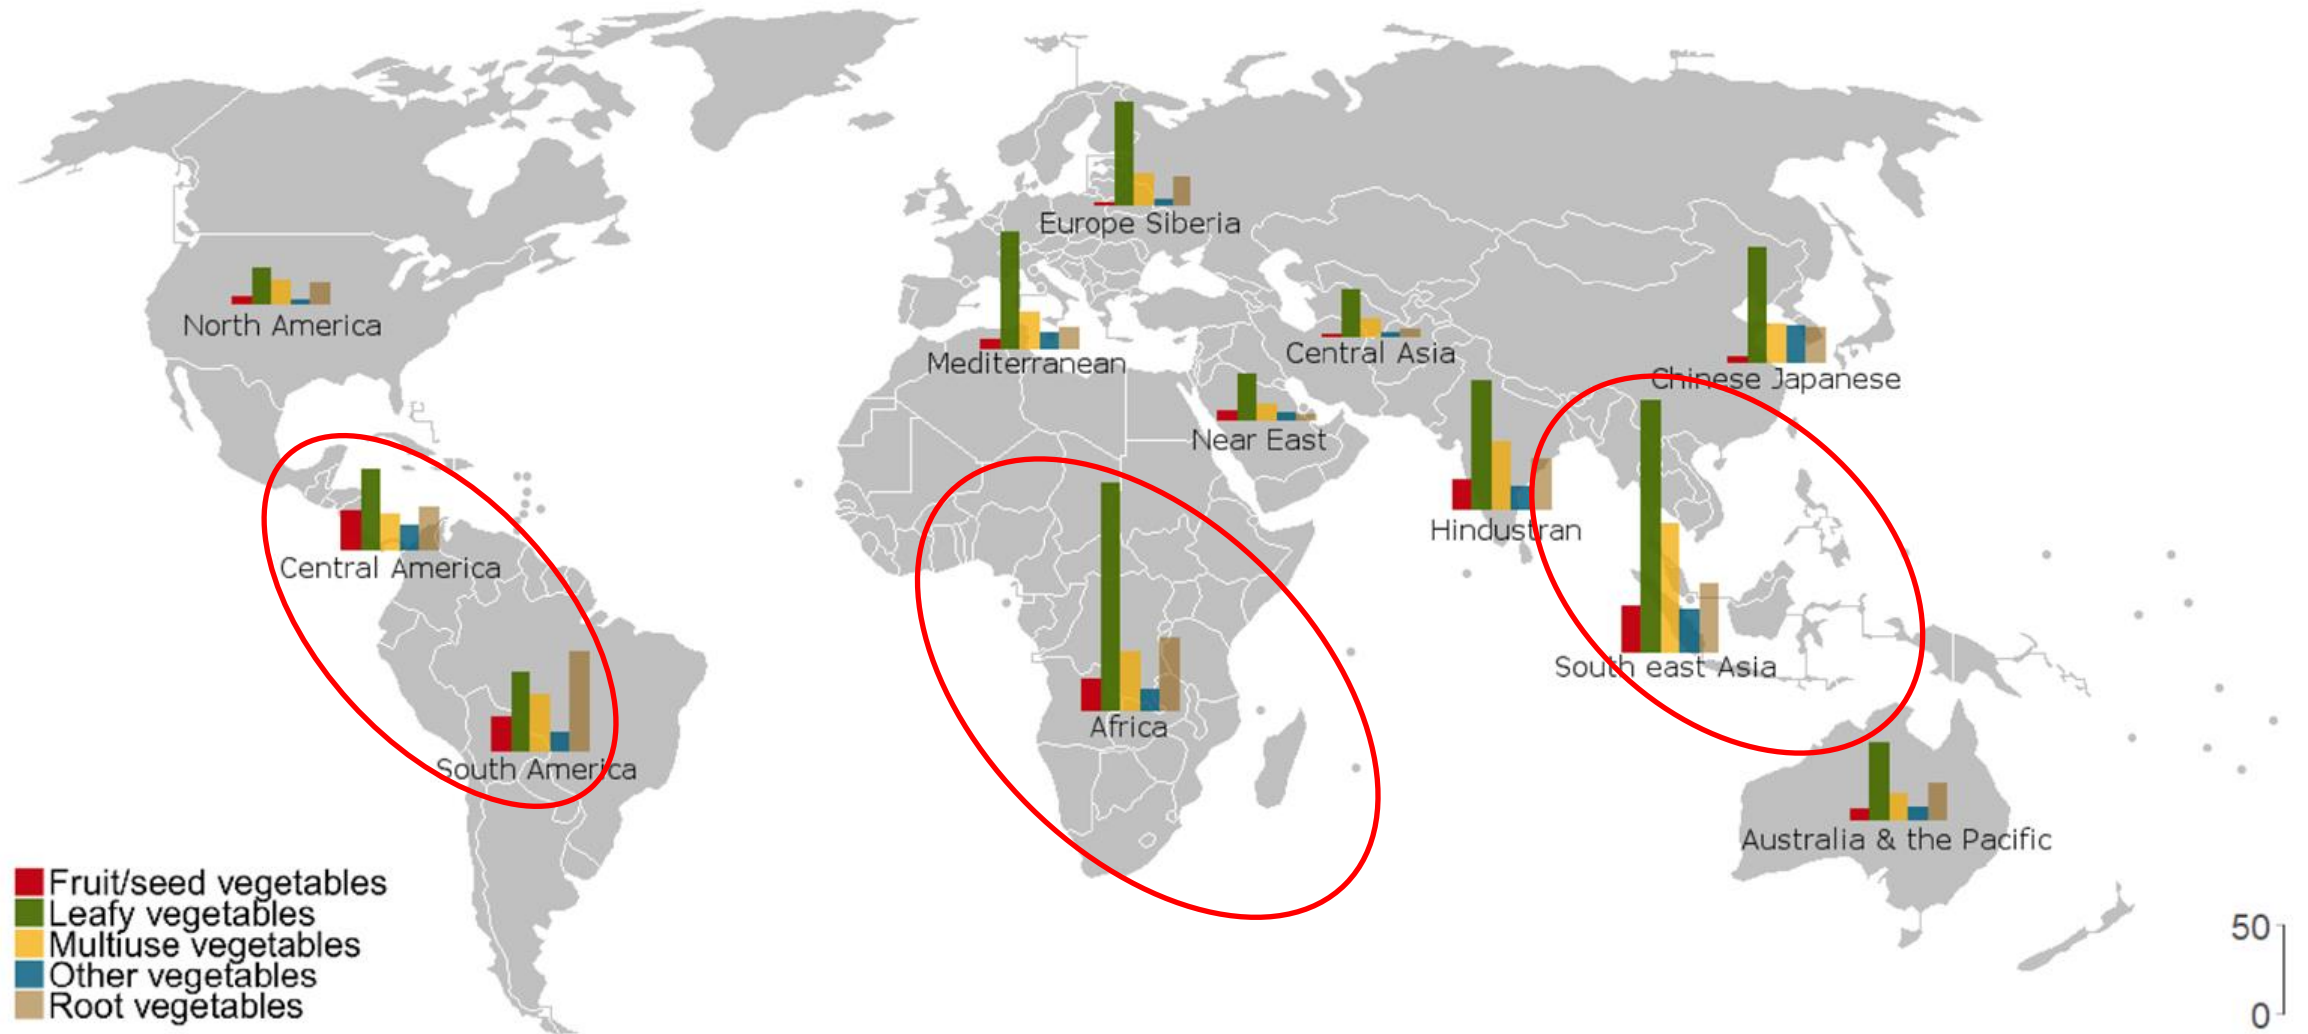 Europe Siberia
North America
Mediterranean
Central Asia
Chinese Japanese
Near East
Hindustran
Central America
South east Asia
Africa
South America
Australia & the Pacific
Fruit/seed vegetables
Leafy vegetables
Multiuse vegetables
Other vegetables
Root vegetables
50
0